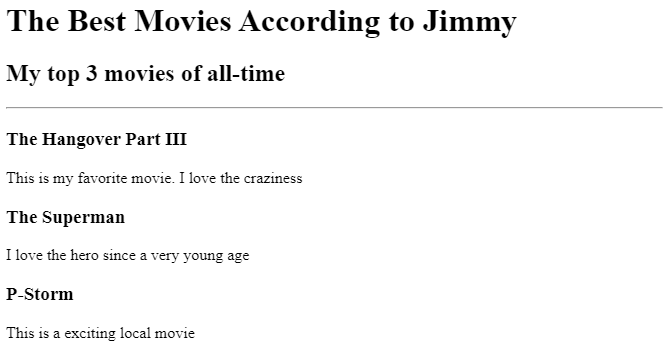 The Best Movies According to Jimmy
My top 3 movies of all-time
The Hangover Part III
This is my favorite movie. I love the craziness
The Superman
I love the hero since a very young age
P-Storm
This is a exciting local movie